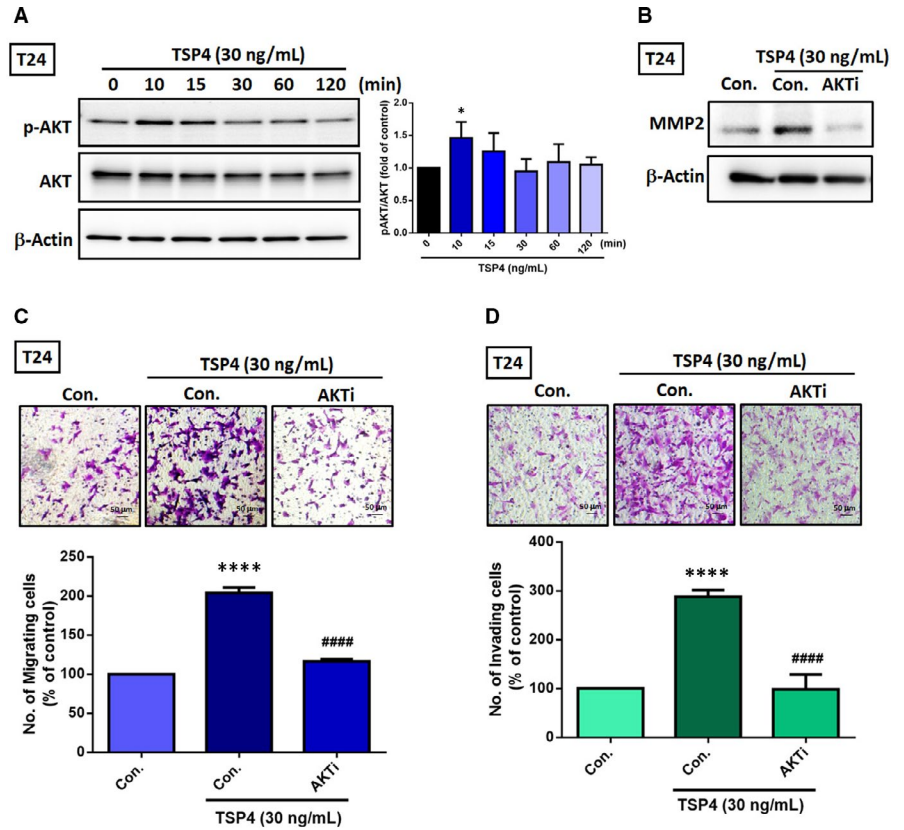 A
T24
TSP4 (30 ng/mL)
0 10 15 30 60 120 (min)
p-AKT
AKT
β-Actin
pAKT/AKT (fold of control)
2.0
1.5
1.0
0.5
0.0
*
0 10 15 30 60 120 (min)
TSP4 (ng/mL)
B
T24
TSP4 (30 ng/mL)
Con. Con. AKTi
MMP2
β-Actin
C
T24
TSP4 (30 ng/mL)
Con. Con. AKTi
50 µm 50 µm 50 µm
No. of Migrating cells
(% of control)
250
200
150
100
50
0
****
####
Con. Con. AKTi
TSP4 (30 ng/mL)
D
T24
TSP4 (30 ng/mL)
Con. Con. AKTi
50 µm 50 µm 50 µm
No. of Invading cells
(% of control)
400
300
200
100
0
****
####
Con. Con. AKTi
TSP4 (30 ng/mL)